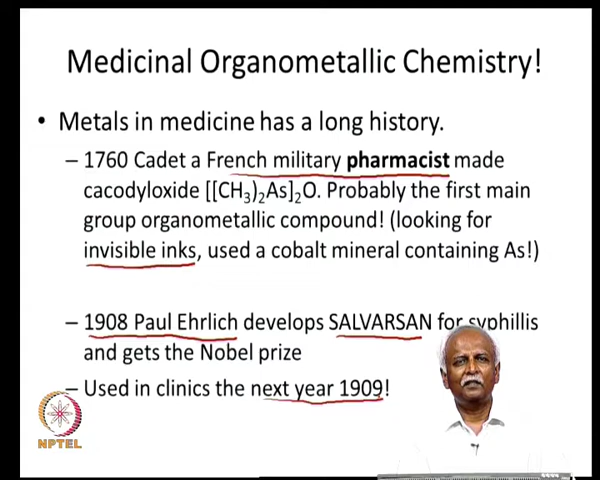 Medicinal Organometallic Chemistry!
• Metals in medicine has a long history.
– 1760 Cadet a French military pharmacist made
cacodyloxide [[CH₃)₂As]₂O. Probably the first main
group organometallic compound! (looking for
invisible inks, used a cobalt mineral containing As!)
– 1908 Paul Ehrlich develops SALVARSAN for syphillis
and gets the Nobel prize
– Used in clinics the next year 1909!
NPTEL